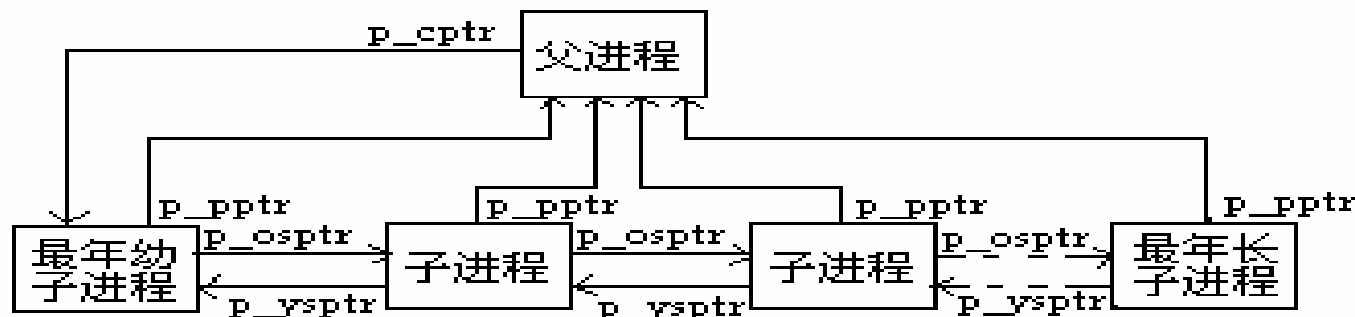 p_cptr
父进程
p_pptr
p_pptr
p_pptr
p_pptr
最年幼
子进程
p_osptr
p_ysptr
子进程
p_osptr
p_ysptr
子进程
p_osptr
p_ysptr
最年长
子进程